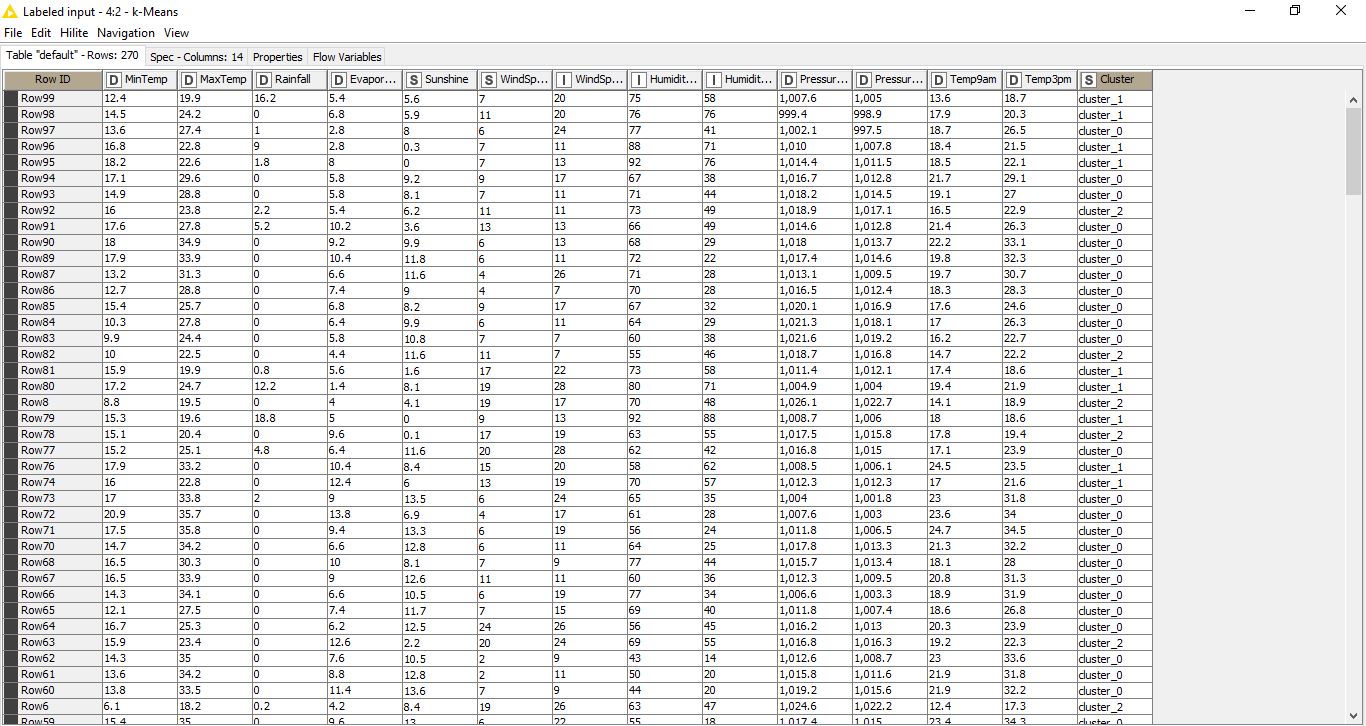 Labeled input - 4:2 - k-Means
File Edit Hilite Navigation View
Table "default" - Rows: 270 Spec - Columns: 14 Properties Flow Variables
Row ID D MinTemp D MaxTemp D Rainfall D Evapor... S Sunshine S WindSp... I WindSp... I Humidit... I Humidit... D Pressur... D Pressur... D Temp9am D Temp3pm S Cluster
Row99 12.4 19.9 16.2 5.4 5.6 7 20 75 58 1,007.6 1,005 13.6 18.7 cluster_1
Row98 14.5 24.2 0 6.8 5.9 11 20 76 76 999.4 998.9 17.9 20.3 cluster_1
Row97 13.6 27.4 1 2.8 8 6 24 77 41 1,002.1 997.5 18.7 26.5 cluster_0
Row96 16.8 22.8 9 2.8 0.3 7 11 88 71 1,010 1,007.8 18.4 21.5 cluster_1
Row95 18.2 22.6 1.8 8 0 7 13 92 76 1,014.4 1,011.5 18.5 22.1 cluster_1
Row94 17.1 29.6 0 5.8 9.2 9 17 67 38 1,016.7 1,012.8 21.7 29.1 cluster_0
Row93 14.9 28.8 0 5.8 8.1 7 11 71 44 1,018.2 1,014.5 19.1 27 cluster_0
Row92 16 23.8 2.2 5.4 6.2 11 11 73 49 1,018.9 1,017.1 16.5 22.9 cluster_2
Row91 17.6 27.8 5.2 10.2 3.6 13 13 66 49 1,014.6 1,012.8 21.4 26.3 cluster_0
Row90 18 34.9 0 9.2 9.9 6 13 68 29 1,018 1,013.7 22.2 33.1 cluster_0
Row89 17.9 33.9 0 10.4 11.8 6 11 72 22 1,017.4 1,014.6 19.8 32.3 cluster_0
Row87 13.2 31.3 0 6.6 11.6 4 26 71 28 1,013.1 1,009.5 19.7 30.7 cluster_0
Row86 12.7 28.8 0 7.4 9 4 7 70 28 1,016.5 1,012.4 18.3 28.3 cluster_0
Row85 15.4 25.7 0 6.8 8.2 9 17 67 32 1,020.1 1,016.9 17.6 24.6 cluster_0
Row84 10.3 27.8 0 6.4 9.9 6 11 64 29 1,021.3 1,018.1 17 26.3 cluster_0
Row83 9.9 24.4 0 5.8 10.8 7 7 60 38 1,021.6 1,019.2 16.2 22.7 cluster_0
Row82 10 22.5 0 4.4 11.6 11 7 55 46 1,018.7 1,016.8 14.7 22.2 cluster_2
Row81 15.9 19.9 0.8 5.6 1.6 17 22 73 58 1,011.4 1,012.1 17.4 18.6 cluster_1
Row80 17.2 24.7 12.2 1.4 8.1 19 28 80 71 1,004.9 1,004 19.4 21.9 cluster_1
Row8 8.8 19.5 0 4 4.1 19 17 70 48 1,026.1 1,022.7 14.1 18.9 cluster_2
Row79 15.3 19.6 18.8 5 0 9 13 92 88 1,008.7 1,006 18 18.6 cluster_1
Row78 15.1 20.4 0 9.6 0.1 17 19 63 55 1,017.5 1,015.8 17.8 19.4 cluster_2
Row77 15.2 25.1 4.8 6.4 11.6 20 28 62 42 1,016.8 1,015 17.1 23.9 cluster_2
Row76 17.9 33.2 0 10.4 8.4 15 20 58 62 1,008.5 1,006.1 24.5 23.5 cluster_1
Row74 16 22.8 0 12.4 6 13 19 70 57 1,012.3 1,012.3 17 21.6 cluster_1
Row73 17 33.8 2 9 13.5 6 24 65 35 1,004 1,001.8 23 31.8 cluster_0
Row72 20.9 35.7 0 13.8 6.9 4 17 61 28 1,007.6 1,003 23.6 34 cluster_0
Row71 17.5 35.8 0 9.4 13.3 6 19 56 24 1,011.8 1,006.5 24.7 34.5 cluster_0
Row70 14.7 34.2 0 6.6 12.8 6 11 64 25 1,017.8 1,013.3 21.3 32.2 cluster_0
Row68 16.5 30.3 0 10 8.1 7 9 77 44 1,015.7 1,013.4 18.1 28 cluster_0
Row67 16.5 33.9 0 9 12.6 11 11 60 36 1,012.3 1,009.5 20.8 31.3 cluster_0
Row66 14.3 34.1 0 6.6 10.5 6 19 77 34 1,006.6 1,003.3 18.9 31.9 cluster_0
Row65 12.1 27.5 0 7.4 11.7 7 15 69 40 1,011.8 1,007.4 18.6 26.8 cluster_0
Row64 16.7 25.3 0 6.2 12.5 24 26 56 45 1,016.2 1,013 20.3 23.9 cluster_0
Row63 15.9 23.4 0 12.6 2.2 20 24 69 55 1,016.8 1,016.3 19.2 22.3 cluster_2
Row62 14.3 35 0 7.6 10.5 2 9 43 14 1,012.6 1,008.7 23 33.6 cluster_0
Row61 13.6 34.2 0 8.8 12.8 2 11 50 20 1,015.8 1,011.6 21.9 31.8 cluster_0
Row60 13.8 33.5 0 11.4 13.6 7 9 44 20 1,019.2 1,015.6 21.9 32.2 cluster_0
Row6 6.1 18.2 0.2 4.2 8.4 19 26 63 47 1,024.6 1,022.2 12.4 17.3 cluster_2
Row59 15.4 35 0 9.6 13 6 22 55 18 1,017.4 1,015 23.4 34.3 cluster_0